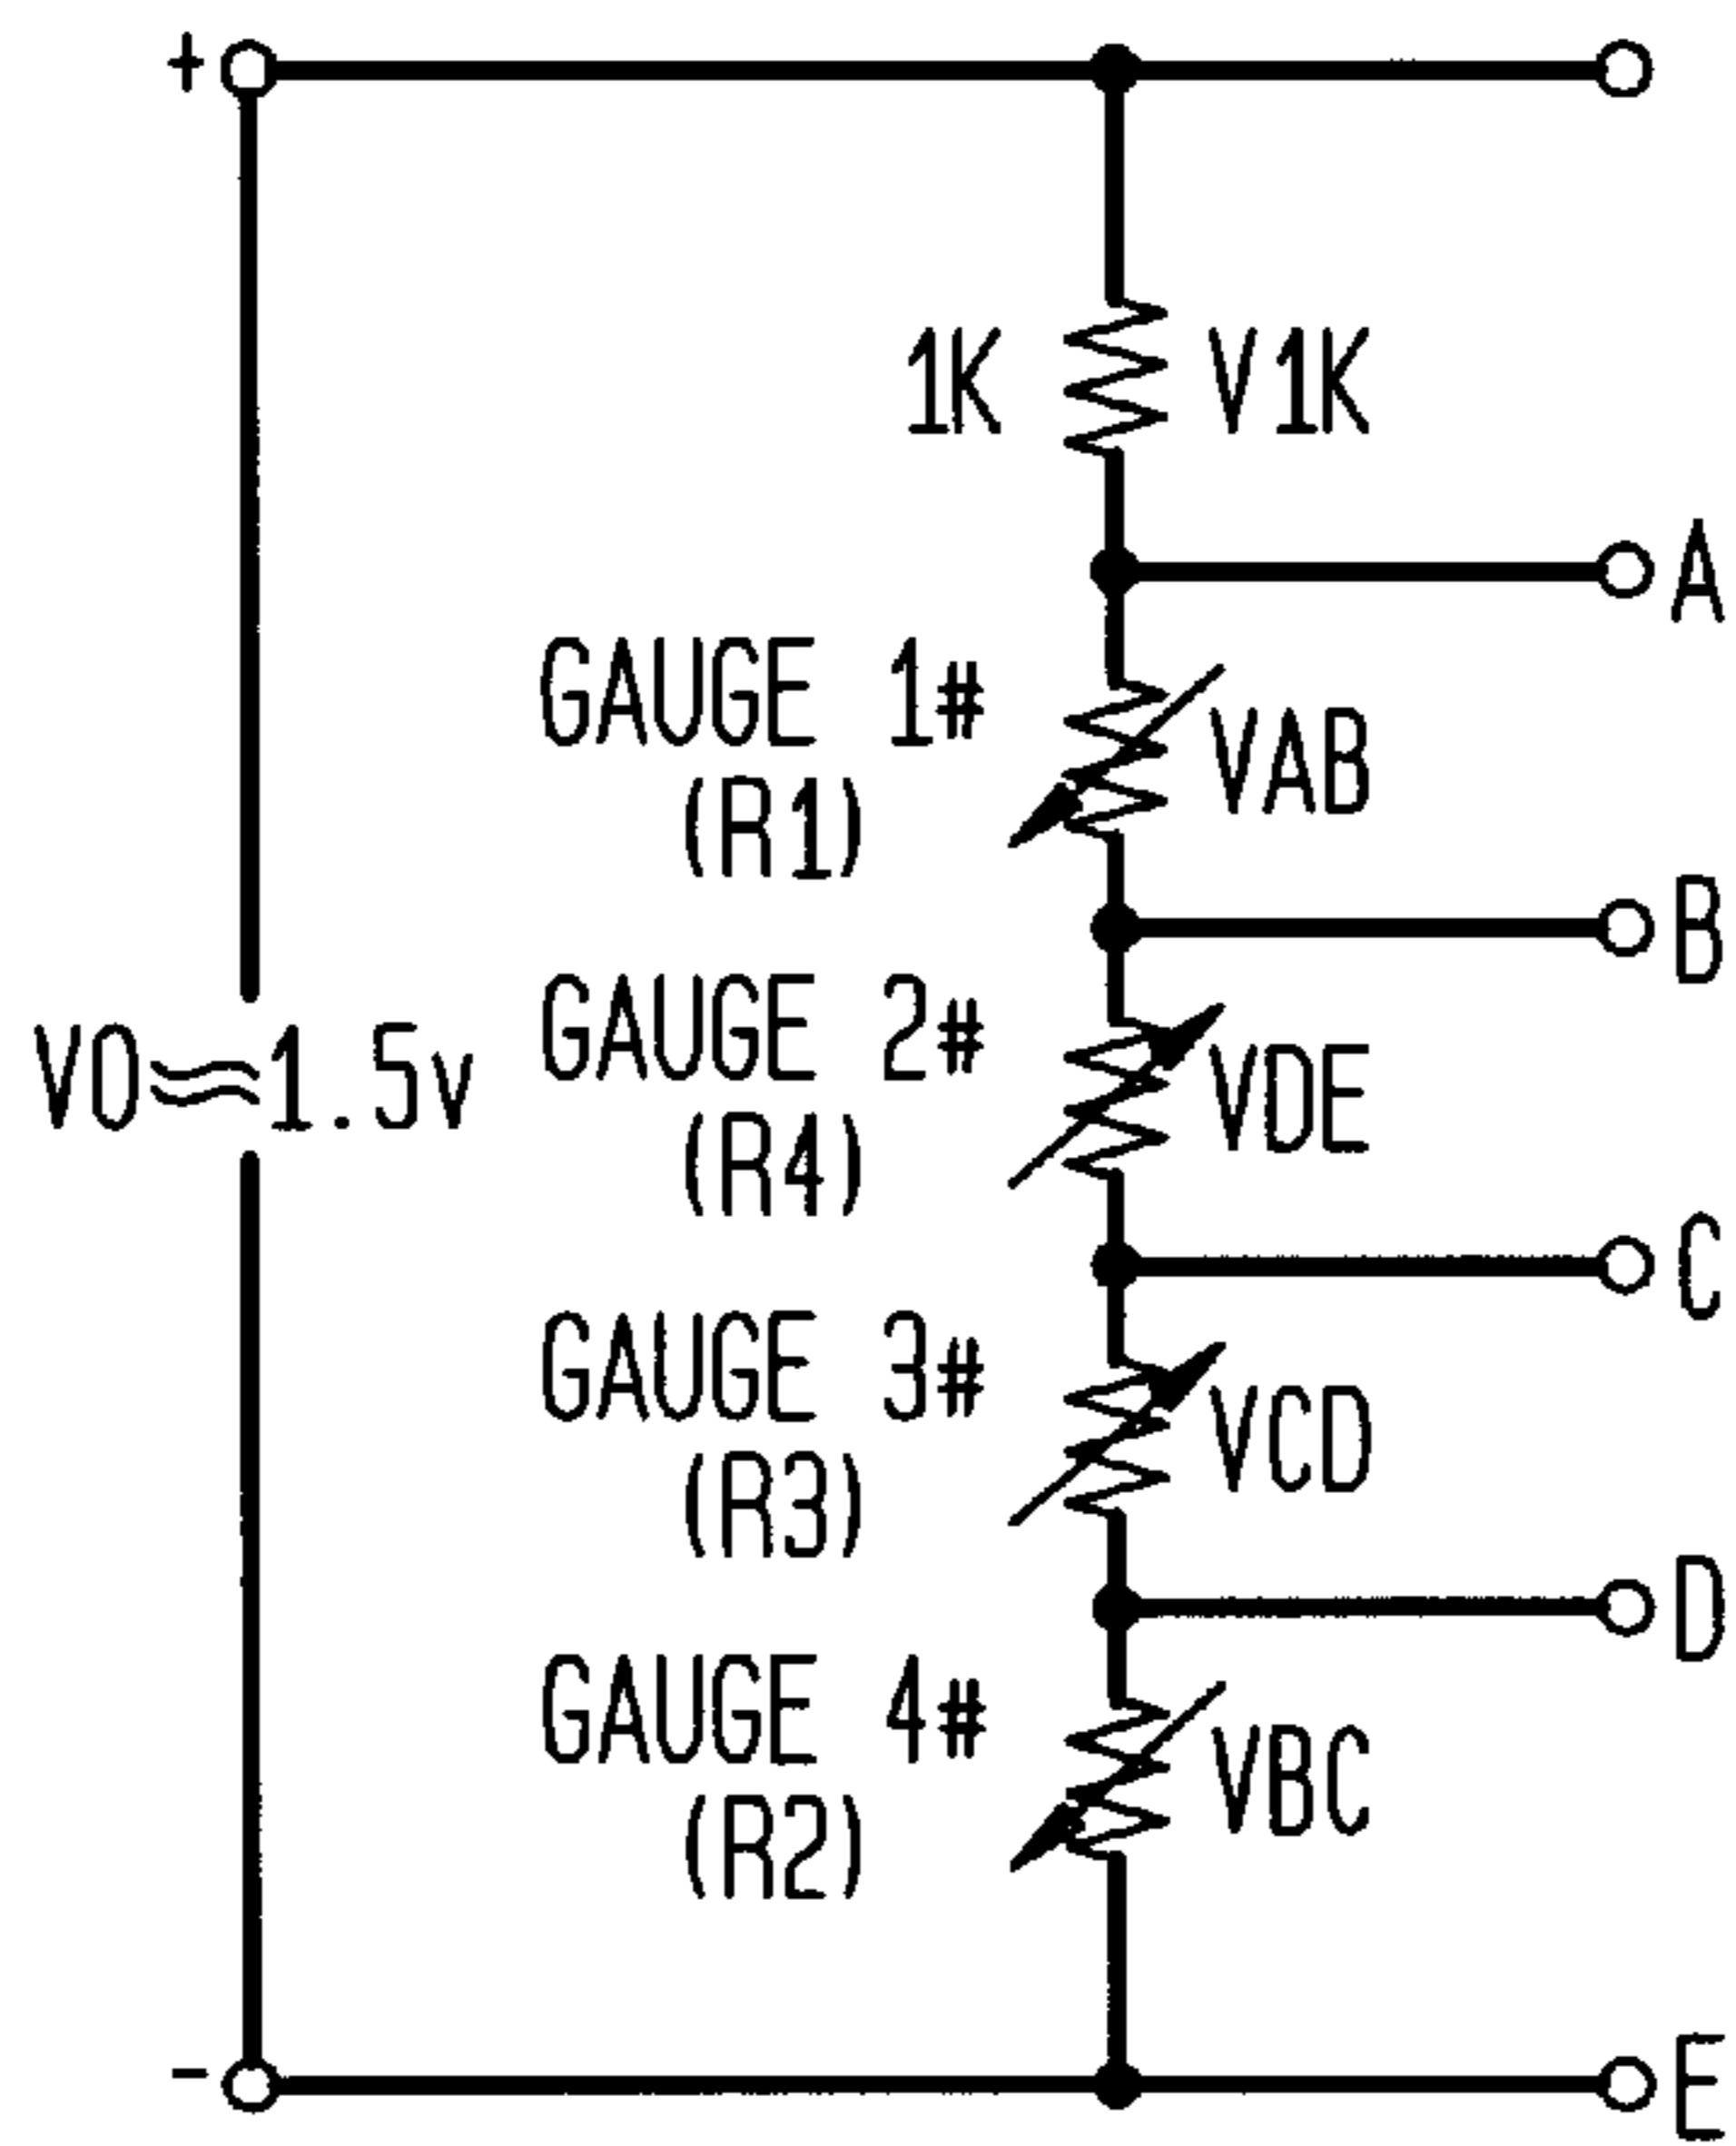 +
1K V1K
A
GAUGE 1#
(R1)
VAB
B
GAUGE 2#
(R4)
VDE
V0≈1.5v
C
GAUGE 3#
(R3)
VCD
D
GAUGE 4#
(R2)
VBC
-
E